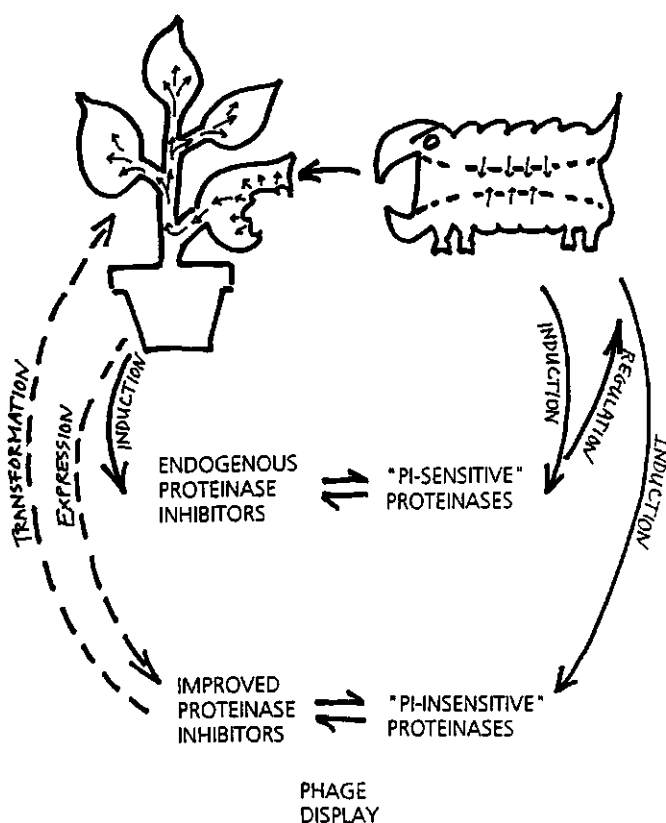 TRANSFORMATION
EXPRESSION
INDUCTION
INDUCTION
REGULATION
INDUCTION
ENDOGENOUS
PROTEINASE
INHIBITORS
"PI-SENSITIVE"
PROTEINASES
IMPROVED
PROTEINASE
INHIBITORS
"PI-INSENSITIVE"
PROTEINASES
PHAGE
DISPLAY